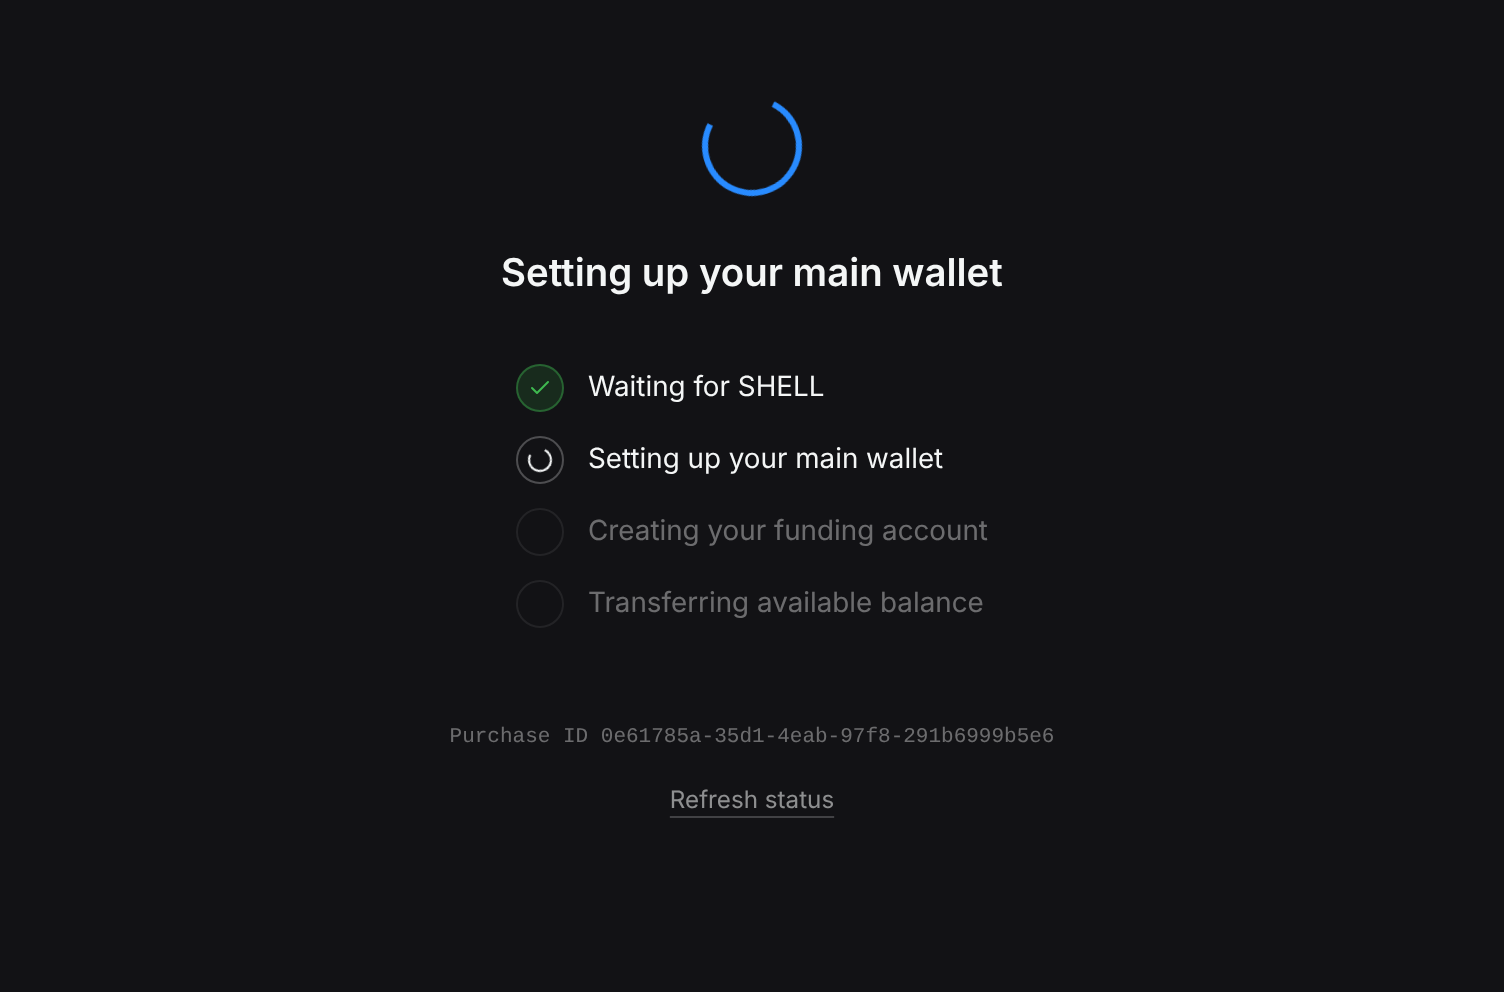 Setting up your main wallet
Waiting for SHELL
Setting up your main wallet
Creating your funding account
Transferring available balance
Purchase ID 0e61785a-35d1-4eab-97f8-291b6999b5e6
Refresh status